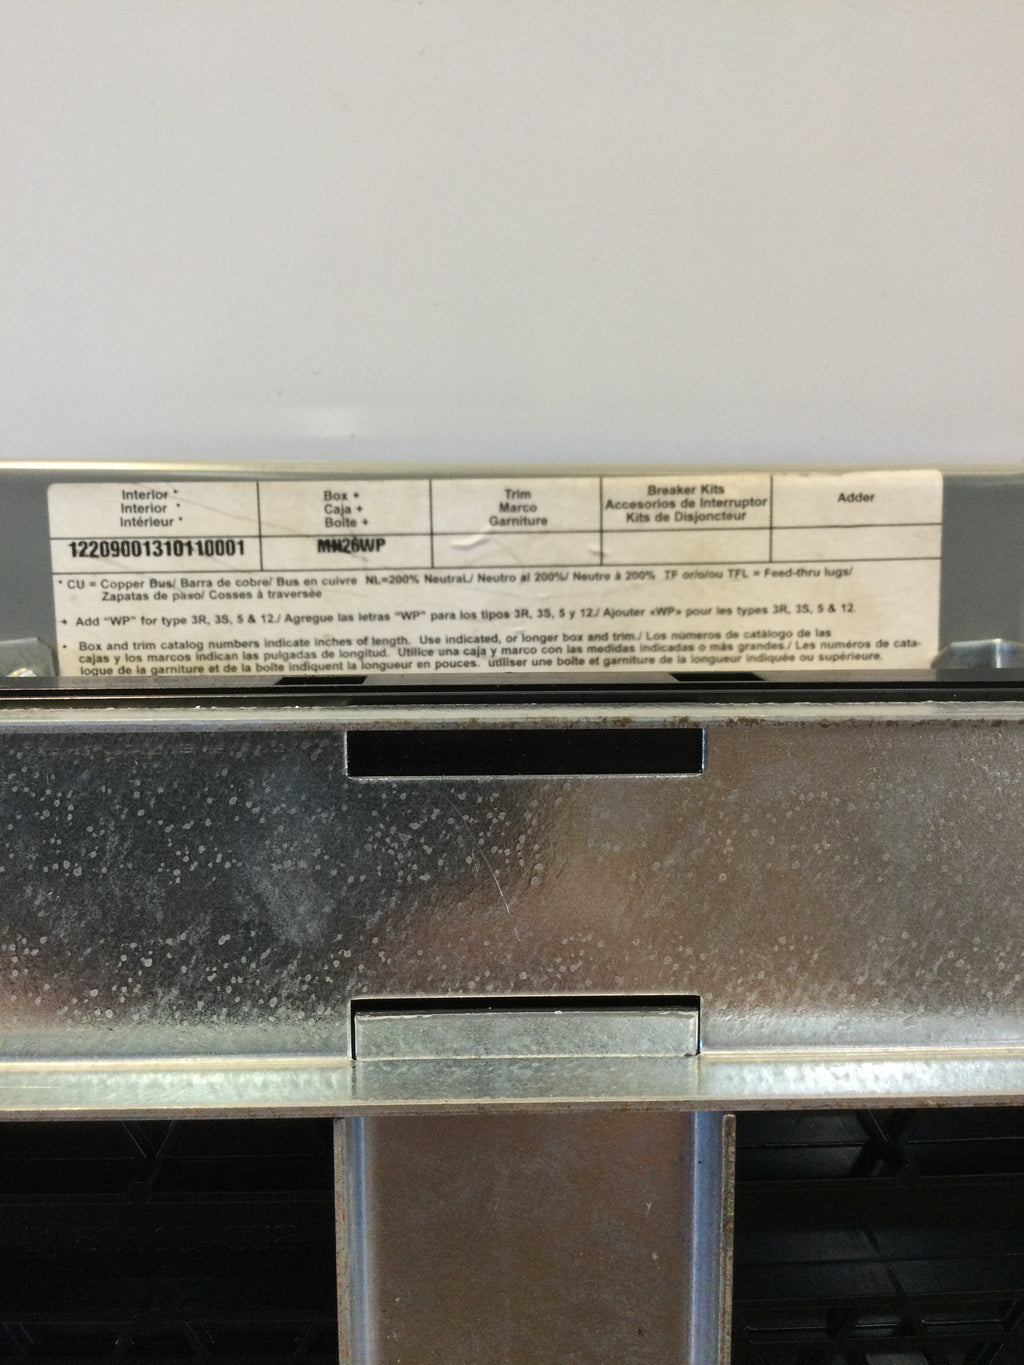 Interior *
Interior *
Intérieur *
Box +
Caja +
Boîte +
Trim
Marco
Garniture
Breaker Kits
Accesorios de Interruptor
Kits de Disjoncteur
Adder
12209001310110001
MH26WP
* CU = Copper Bus/ Barra de cobre/ Bus en cuivre NL=200% Neutral/ Neutro al 200%/ Neutre à 200% TF or/o/ou TFL = Feed-thru lugs/
Zapatas de paso/ Cosses à traversée
+ Add "WP" for type 3R, 3S, 5 & 12./ Agregue las letras "WP" para los tipos 3R, 3S, 5 y 12./ Ajouter «WP» pour les types 3R, 3S, 5 & 12.
• Box and trim catalog numbers indicate inches of length. Use indicated, or longer box and trim./ Los números de catálogo de las
cajas y los marcos indican las pulgadas de longitud. Utilice una caja y marco con las medidas indicadas o más grandes./ Les numéros de cata-
logue de la garniture et de la boîte indiquent la longueur en pouces. utiliser une boîte et garniture de la longueur indiquée ou supérieure.